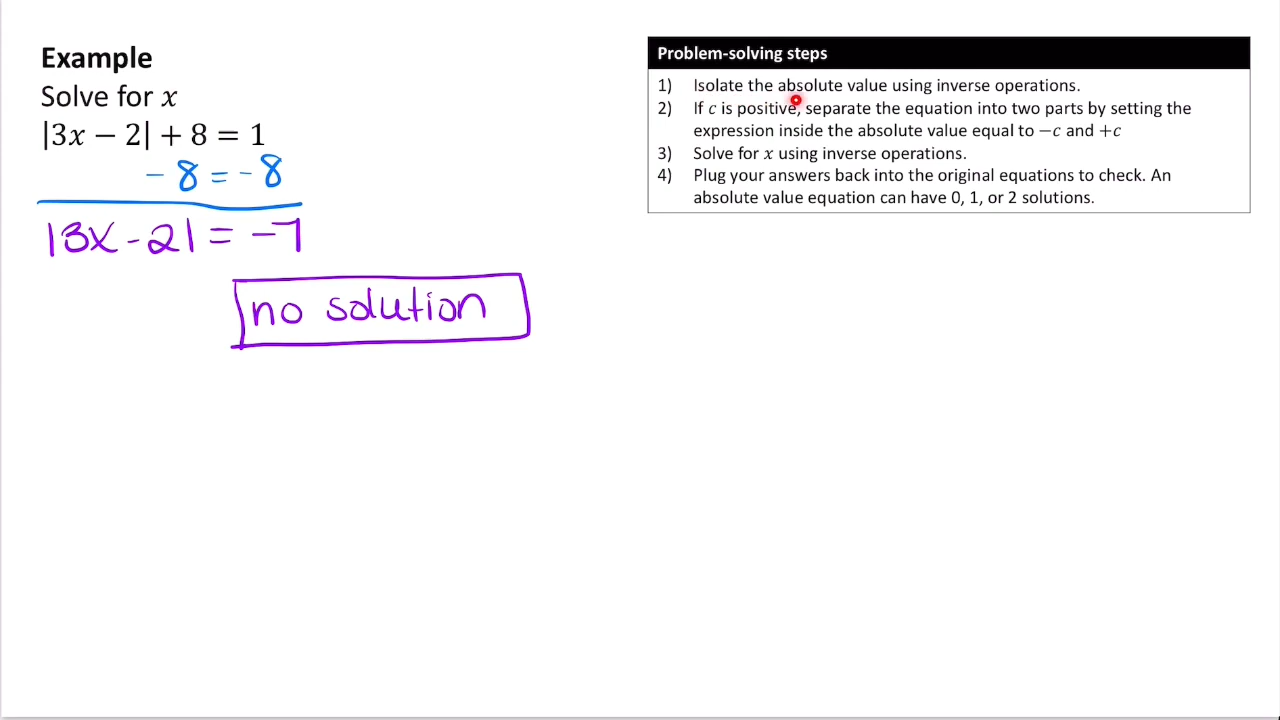 Example
Solve for x
|3x − 2| + 8 = 1
- 8 = - 8
|3x - 2| = -7
no solution
Problem-solving steps
1) Isolate the absolute value using inverse operations.
2) If c is positive, separate the equation into two parts by setting the
expression inside the absolute value equal to −c and +c
3) Solve for x using inverse operations.
4) Plug your answers back into the original equations to check. An
absolute value equation can have 0, 1, or 2 solutions.